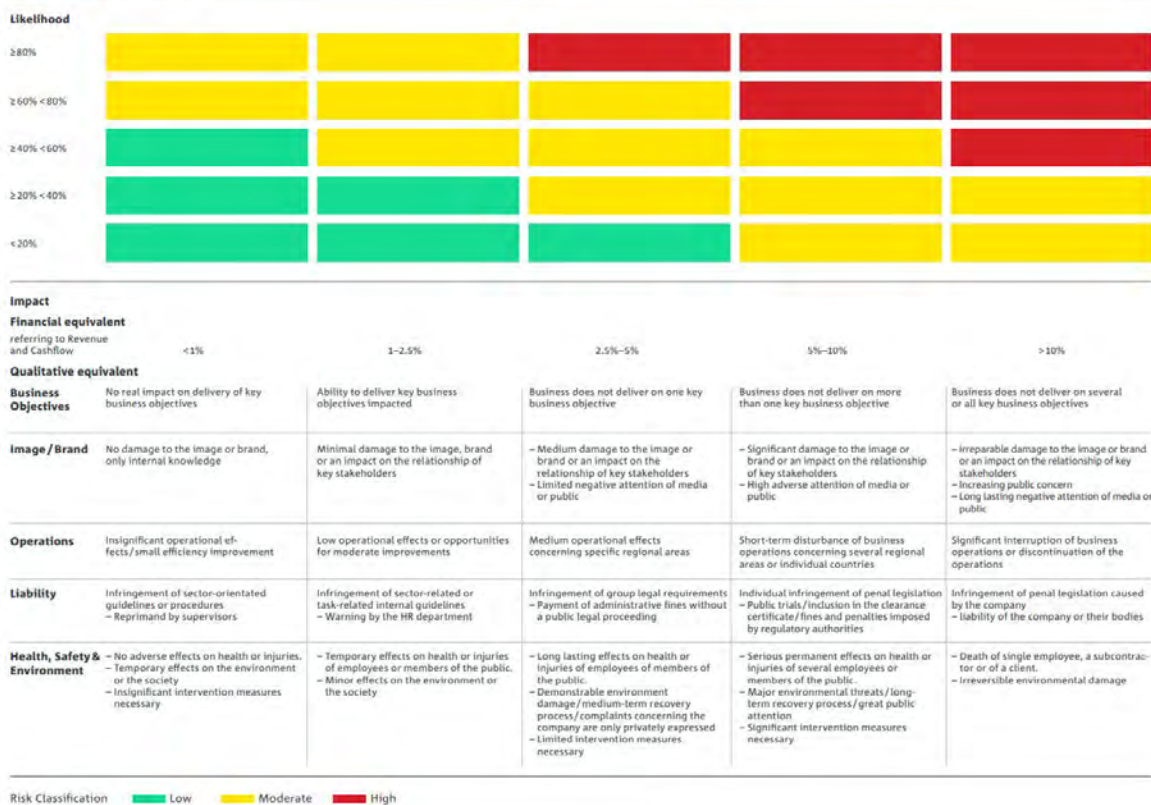 Likelihood
≥80%
≥60% <80%
≥40% <60%
≥20% <40%
<20%
Impact
Financial equivalent
referring to Revenue
and Cashflow
<1%
1–2.5%
2.5%–5%
5%–10%
>10%
Qualitative equivalent
Business
Objectives
No real impact on delivery of key
business objectives
Ability to deliver key business
objectives impacted
Business does not deliver on one key
business objective
Business does not deliver on more
than one key business objective
Business does not deliver on several
or all key business objectives
Image/Brand
No damage to the image or brand,
only internal knowledge
Minimal damage to the image, brand
or an impact on the relationship of
key stakeholders
– Medium damage to the image or
brand or an impact on the
relationship of key stakeholders
– Limited negative attention of media
or public
– Significant damage to the image or
brand or an impact on the relationship
of key stakeholders
– High adverse attention of media or
public
– Irreparable damage to the image or brand
or an impact on the relationship of key
stakeholders
– Increasing public concern
– Long lasting negative attention of media or
public
Operations
Insignificant operational ef-
fects/small efficiency improvement
Low operational effects or opportunities
for moderate improvements
Medium operational effects
concerning specific regional areas
Short-term disturbance of business
operations concerning several regional
areas or individual countries
Significant interruption of business
operations or discontinuation of the
operations
Liability
Infringement of sector-orientated
guidelines or procedures
– Reprimand by supervisors
Infringement of sector-related or
task-related internal guidelines
– Warning by the HR department
Infringement of group legal requirements
– Payment of administrative fines without
a public legal proceeding
Individual infringement of penal legislation
– Public trials/inclusion in the clearance
certificate/fines and penalties imposed
by regulatory authorities
Infringement of penal legislation caused
by the company
– liability of the company or their bodies
Health, Safety &
Environment
– No adverse effects on health or injuries.
– Temporary effects on the environment
or the society
– Insignificant intervention measures
necessary
– Temporary effects on health or injuries
of employees or members of the public.
– Minor effects on the environment or
the society
– Long lasting effects on health or
injuries of employees of members of
the public.
– Demonstrable environment
damage/medium-term recovery
process/complaints concerning the
company are only privately expressed
– Limited intervention measures
necessary
– Serious permanent effects on health or
injuries of several employees or
members of the public.
– Major environmental threats/long-
term recovery process/great public
attention
– Significant intervention measures
necessary
– Death of single employee, a subcontrac-
tor or of a client.
– Irreversible environmental damage
Risk Classification
Low
Moderate
High